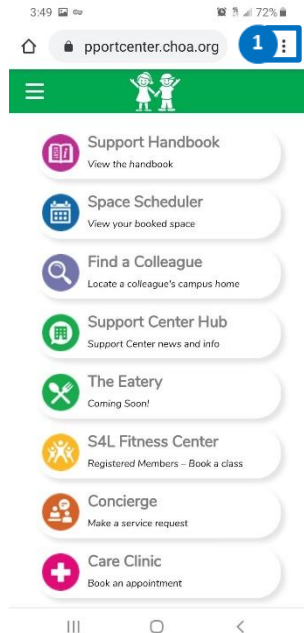 3:49 72%
pportcenter.choa.org 1
Support Handbook
View the handbook
Space Scheduler
View your booked space
Find a Colleague
Locate a colleague's campus home
Support Center Hub
Support Center news and info
The Eatery
Coming Soon!
S4L Fitness Center
Registered Members – Book a class
Concierge
Make a service request
Care Clinic
Book an appointment